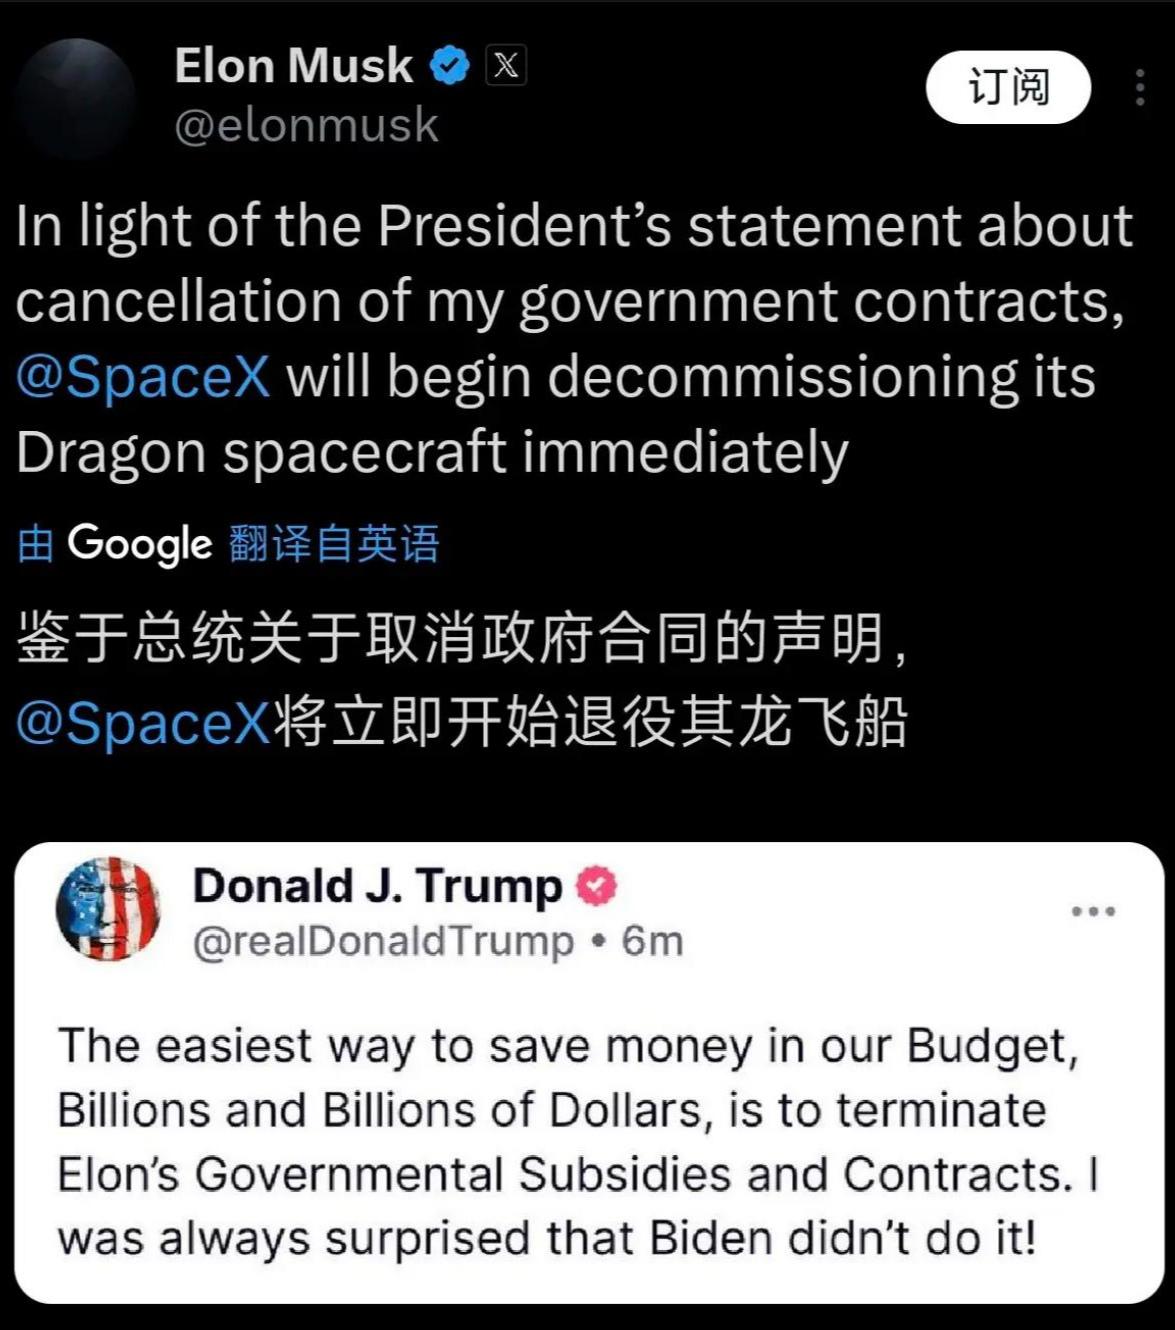 Elon Musk
订阅
@elonmusk
In light of the President’s statement about
cancellation of my government contracts,
@SpaceX will begin decommissioning its
Dragon spacecraft immediately
由 Google 翻译自英语
鉴于总统关于取消政府合同的声明，
@SpaceX将立即开始退役其龙飞船
Donald J. Trump
@realDonaldTrump • 6m
The easiest way to save money in our Budget,
Billions and Billions of Dollars, is to terminate
Elon’s Governmental Subsidies and Contracts. I
was always surprised that Biden didn’t do it!